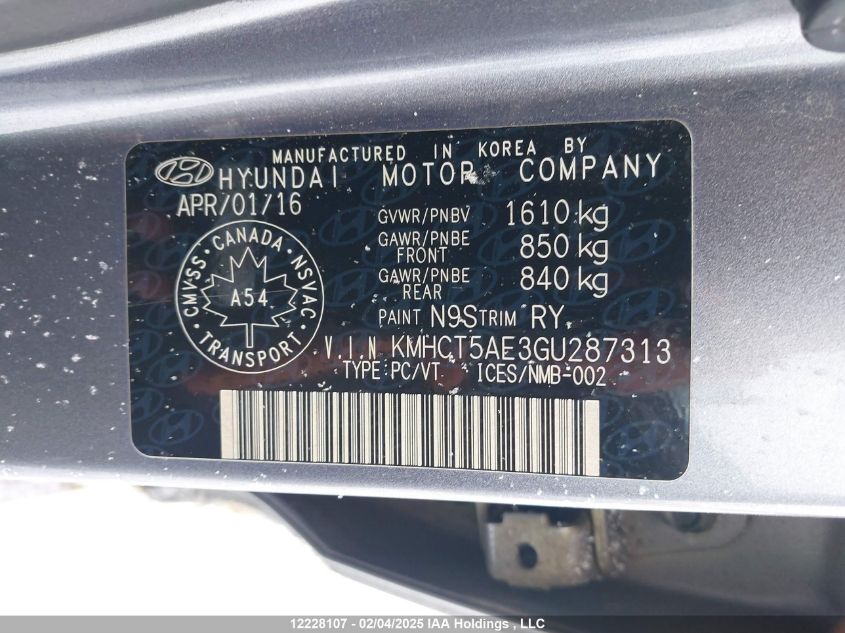 MANUFACTURED IN KOREA BY
HYUNDAI MOTOR COMPANY
APR/01/16
GVWR/PNBV 1610 kg
GAWR/PNBE FRONT 850 kg
GAWR/PNBE REAR 840 kg
CANADA
CMVSS NSVAC
A54
TRANSPORT
PAINT N9S TRIM RY
V.I.N KMHCT5AE3GU287313
TYPE:PC/VT ICES/NMB-002
12228107 - 02/04/2025 IAA Holdings , LLC